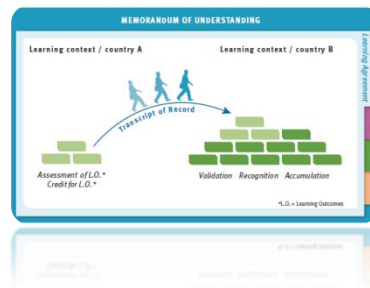 MEMORANDUM OF UNDERSTANDING
Learning context / country A
Learning context / country B
Learning Agreement
Transcript of Record
Assessment of L.O.*
Credit for L.O.*
Validation Recognition Accumulation
*L.O.= Learning Outcomes